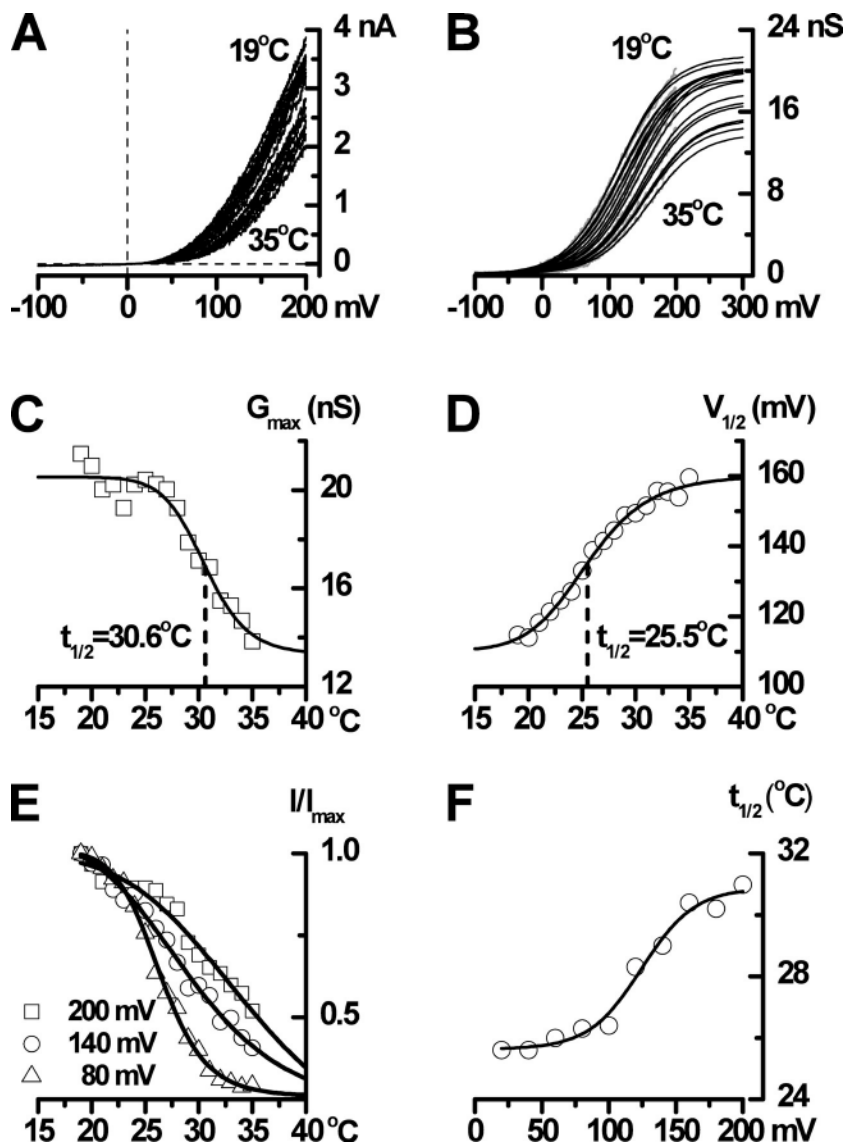 A
4 nA
19°C
3
2
1
35°C
0
-100 0 100 200 mV
B
24 nS
19°C
16
8
35°C
0
-100 0 100 200 300 mV
C
Gmax (nS)
20
16
t1/2=30.6°C
12
15 20 25 30 35 40 °C
D
V1/2 (mV)
160
140
120
t1/2=25.5°C
100
15 20 25 30 35 40 °C
E
I/Imax
1.0
0.5
200 mV
140 mV
80 mV
15 20 25 30 35 40 °C
F
t1/2 (°C)
32
28
24
0 50 100 150 200 mV